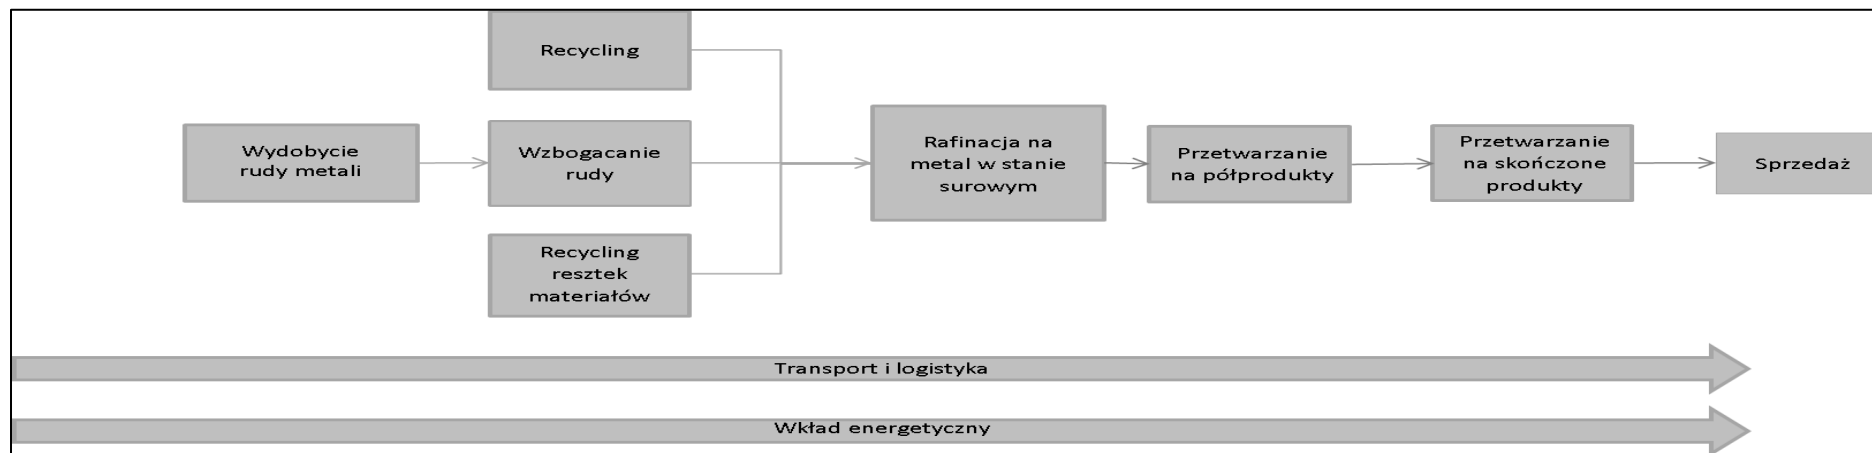 Recycling
Wydobycie
rudy metali
Wzbogacanie
rudy
Recycling
resztek
materiałów
Rafinacja na
metal w stanie
surowym
Przetwarzanie
na półprodukty
Przetwarzanie
na skończone
produkty
Sprzedaż
Transport i logistyka
Wkład energetyczny